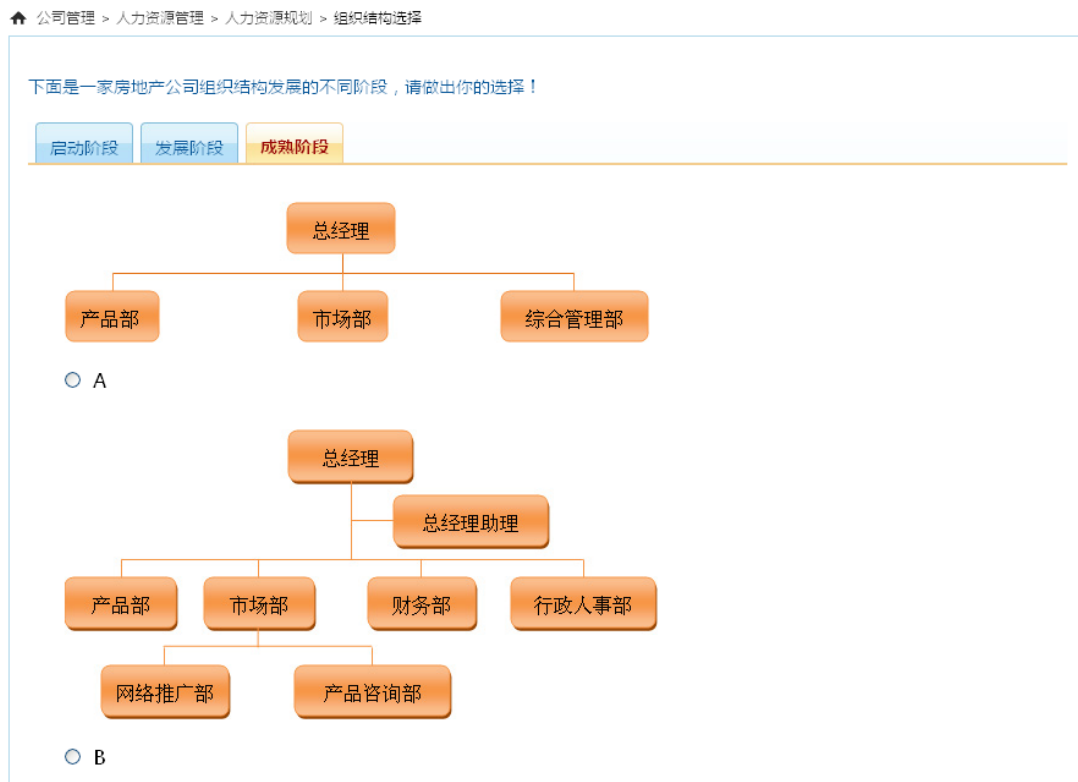 公司管理 > 人力资源管理 > 人力资源规划 > 组织结构选择
下面是一家房地产公司组织结构发展的不同阶段，请做出你的选择！
启动阶段 发展阶段 成熟阶段
总经理
产品部 市场部 综合管理部
A
总经理
总经理助理
产品部 市场部 财务部 行政人事部
网络推广部 产品咨询部
B